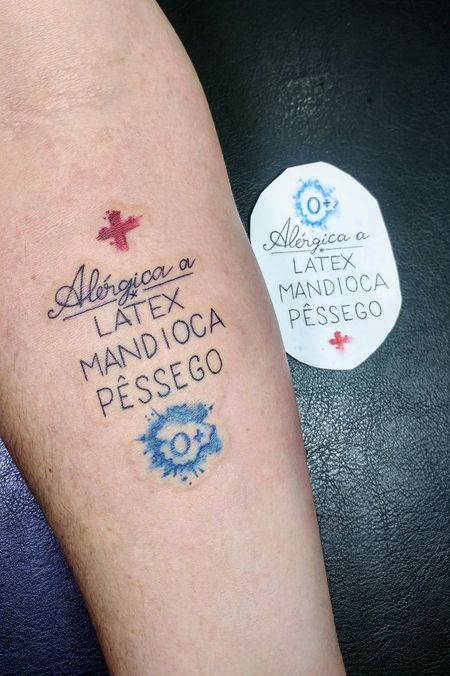 Alérgica a
LATEX
MANDIOCA
PÊSSEGO
O+
O+
Alérgica a
LATEX
MANDIOCA
PÊSSEGO